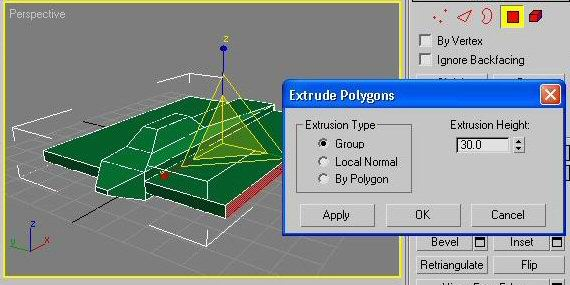 Perspective
z
By Vertex
Ignore Backfacing
Extrude Polygons
Extrusion Type
Extrusion Height:
Group
30.0
Local Normal
By Polygon
Apply
OK
Cancel
z
y
x
Bevel
Inset
Retriangulate
Flip